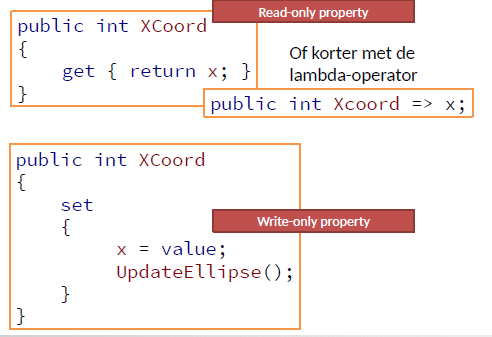 Read-only property
public int XCoord
{
    get { return x; }
}
Of korter met de
lambda-operator
public int Xcoord => x;
public int XCoord
{
    set
    {
        x = value;
        UpdateEllipse();
    }
}
Write-only property